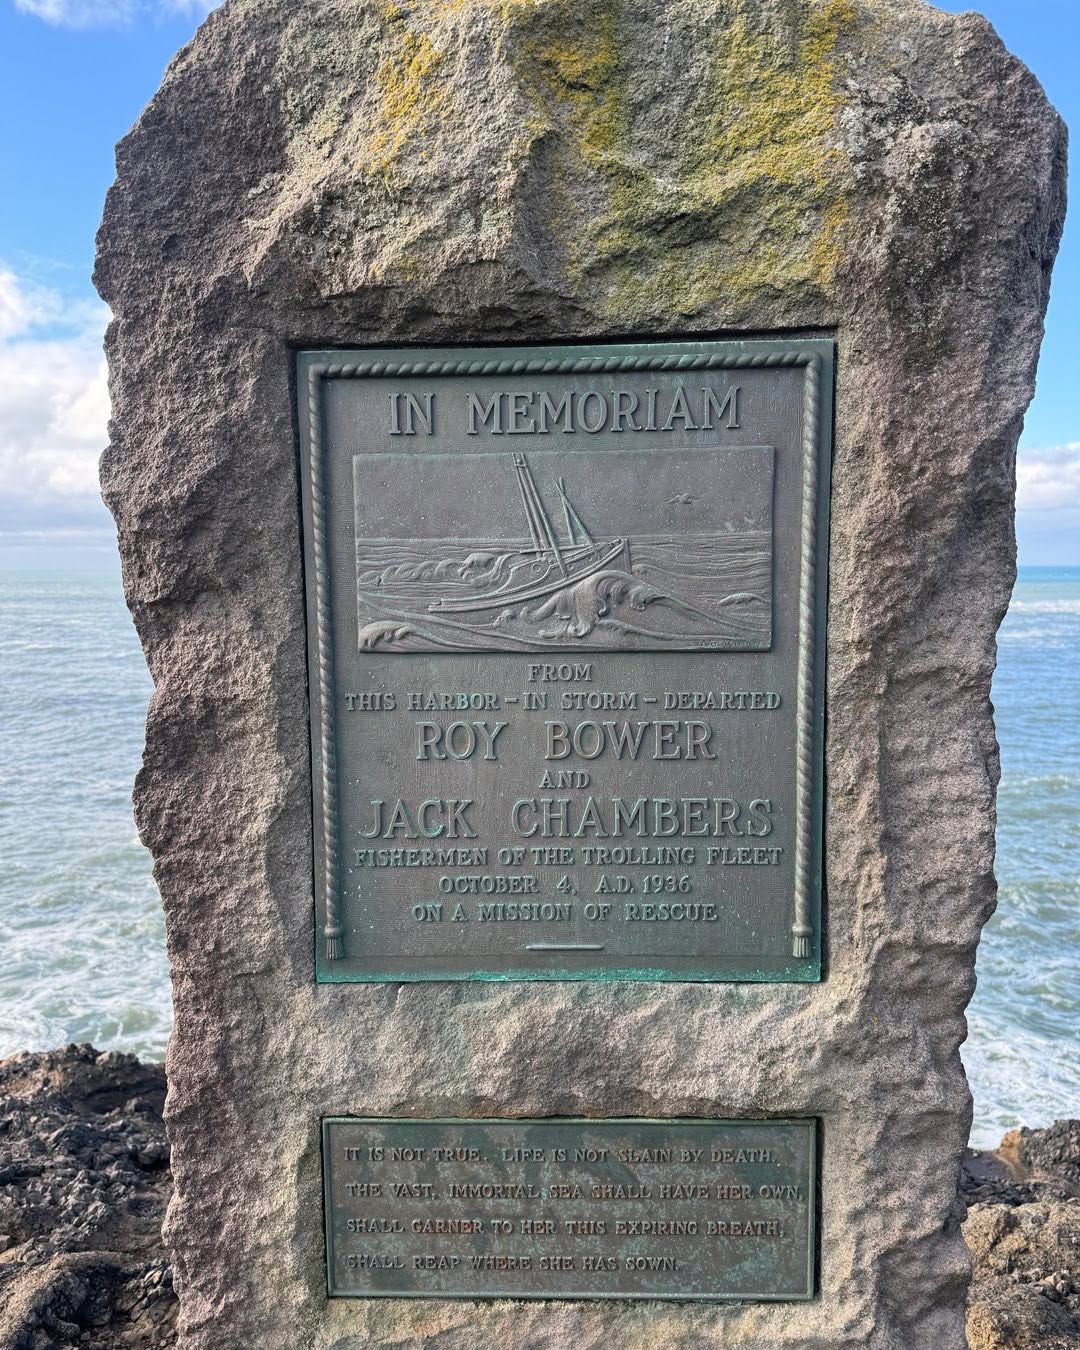 IN MEMORIAM
FROM
THIS HARBOR - IN STORM - DEPARTED
ROY BOWER
AND
JACK CHAMBERS
FISHERMEN OF THE TROLLING FLEET
OCTOBER 4, A.D. 1936
ON A MISSION OF RESCUE
IT IS NOT TRUE. LIFE IS NOT SLAIN BY DEATH.
THE VAST, IMMORTAL SEA SHALL HAVE HER OWN,
SHALL GARNER TO HER THIS EXPIRING BREATH,
SHALL REAP WHERE SHE HAS SOWN.